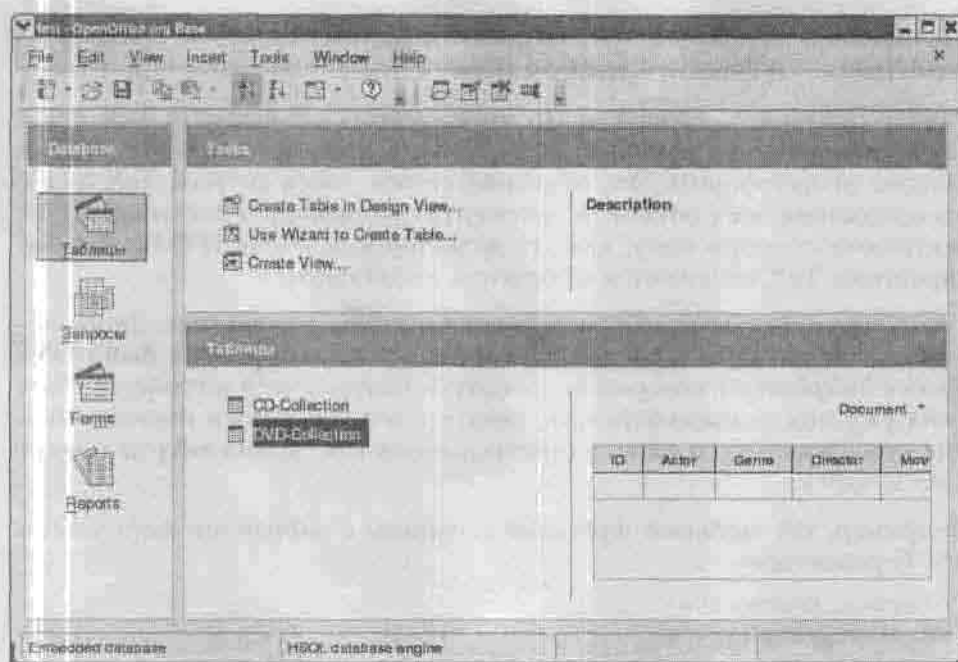 test - OpenOffice.org Base
File Edit View Insert Tools Window Help
Database
Tasks
Таблицы
Запросы
Forms
Reports
Create Table in Design View...
Use Wizard to Create Table...
Create View...
Description
Таблицы
CD-Collection
DVD-Collection
Document
ID Actor Genre Director Movi
Embedded database HSQL database engine